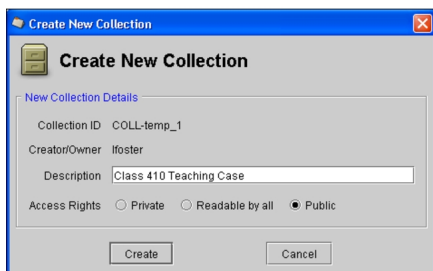 Create New Collection
Create New Collection
New Collection Details
Collection ID COLL-temp_1
Creator/Owner lfoster
Description Class 410 Teaching Case
Access Rights Private Readable by all Public
Create Cancel